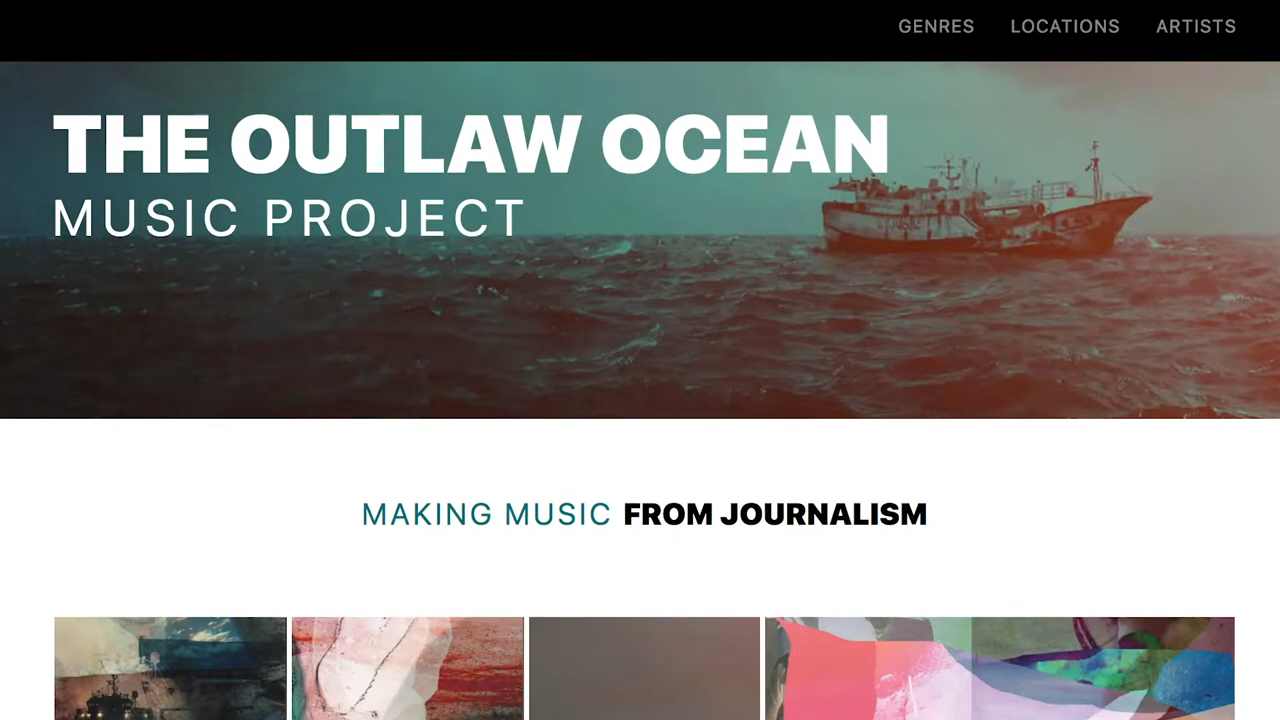 GENRES LOCATIONS ARTISTS
THE OUTLAW OCEAN
MUSIC PROJECT
MAKING MUSIC FROM JOURNALISM